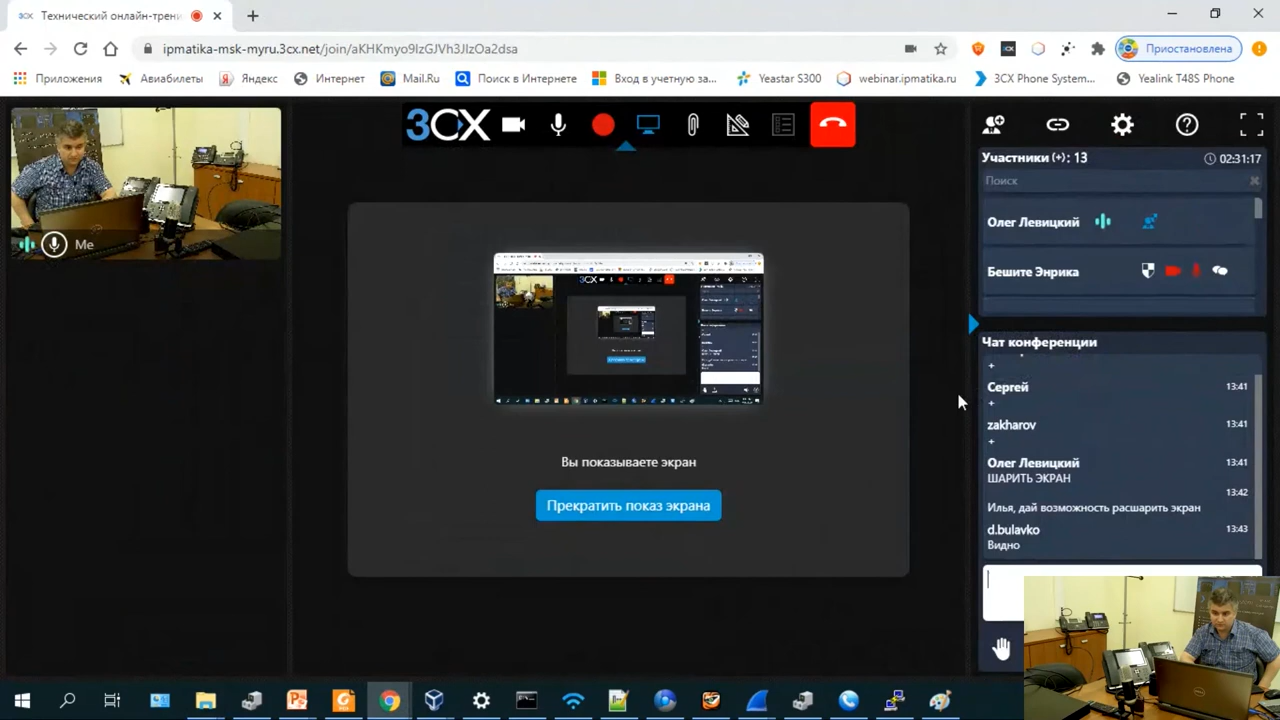 3CX Технический онлайн-трени
ipmatika-msk-myru.3cx.net/join/aKHKmyo9IzGJVh3JIzOa2dsa
Приостановлена
Приложения
Авиабилеты
Яндекс
Интернет
Mail.Ru
Поиск в Интернете
Вход в учетную за...
Yeastar S300
webinar.ipmatika.ru
3CX Phone System...
Yealink T48S Phone
3CX
Me
Вы показываете экран
Прекратить показ экрана
Участники (+): 13
02:31:17
Поиск
Олег Левицкий
Бешите Энрика
Чат конференции
+
Сергей 13:41
+
zakharov 13:41
+
Олег Левицкий 13:41
ШАРИТЬ ЭКРАН
13:42
Илья, дай возможность расшарить экран
d.bulavko 13:43
Видно